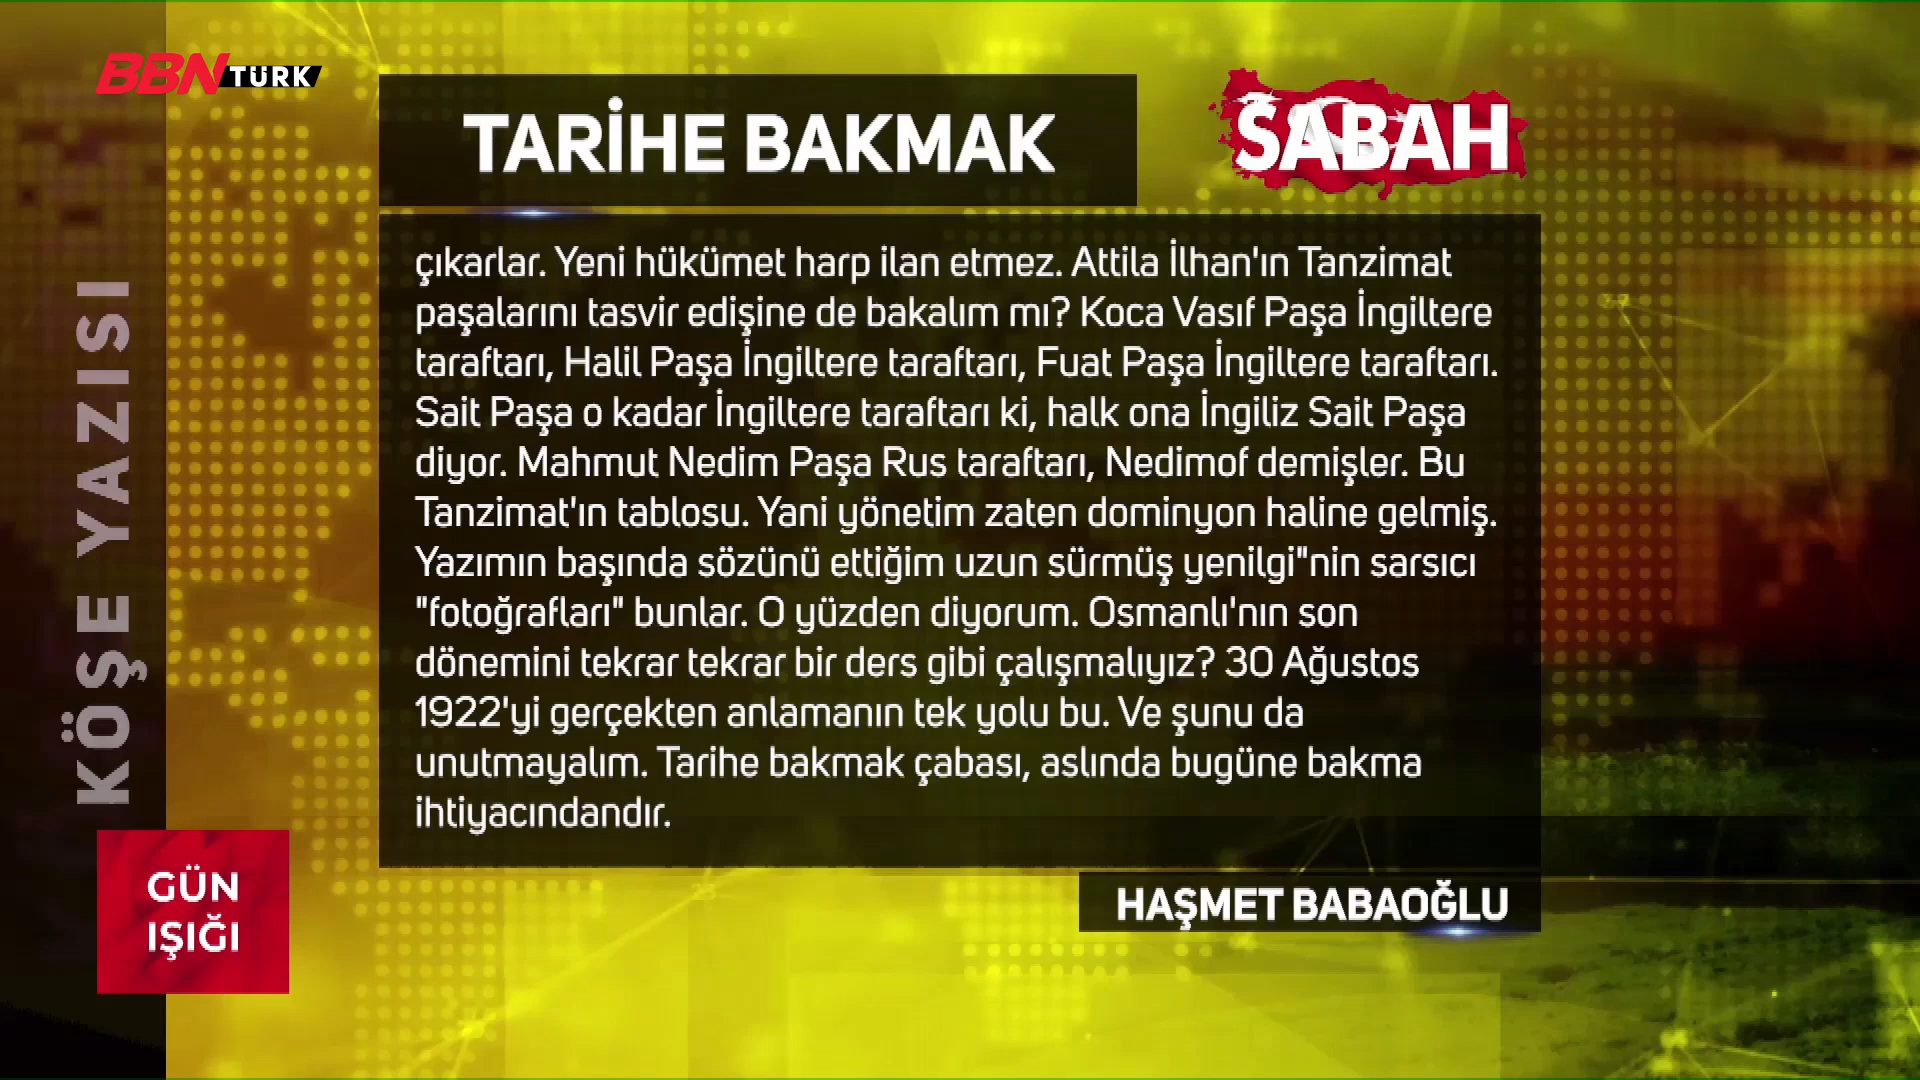 BBN TÜRK
TARİHE BAKMAK
SABAH
KÖŞE YAZISI
çıkarlar. Yeni hükümet harp ilan etmez. Attila İlhan'ın Tanzimat
paşalarını tasvir edişine de bakalım mı? Koca Vasıf Paşa İngiltere
taraftarı, Halil Paşa İngiltere taraftarı, Fuat Paşa İngiltere taraftarı.
Sait Paşa o kadar İngiltere taraftarı ki, halk ona İngiliz Sait Paşa
diyor. Mahmut Nedim Paşa Rus taraftarı, Nedimof demişler. Bu
Tanzimat'ın tablosu. Yani yönetim zaten dominyon haline gelmiş.
Yazımın başında sözünü ettiğim uzun sürmüş yenilgi"nin sarsıcı
"fotoğrafları" bunlar. O yüzden diyorum. Osmanlı'nın son
dönemini tekrar tekrar bir ders gibi çalışmalıyız? 30 Ağustos
1922'yi gerçekten anlamanın tek yolu bu. Ve şunu da
unutmayalım. Tarihe bakmak çabası, aslında bugüne bakma
ihtiyacındandır.
GÜN
IŞIĞI
HAŞMET BABAOĞLU